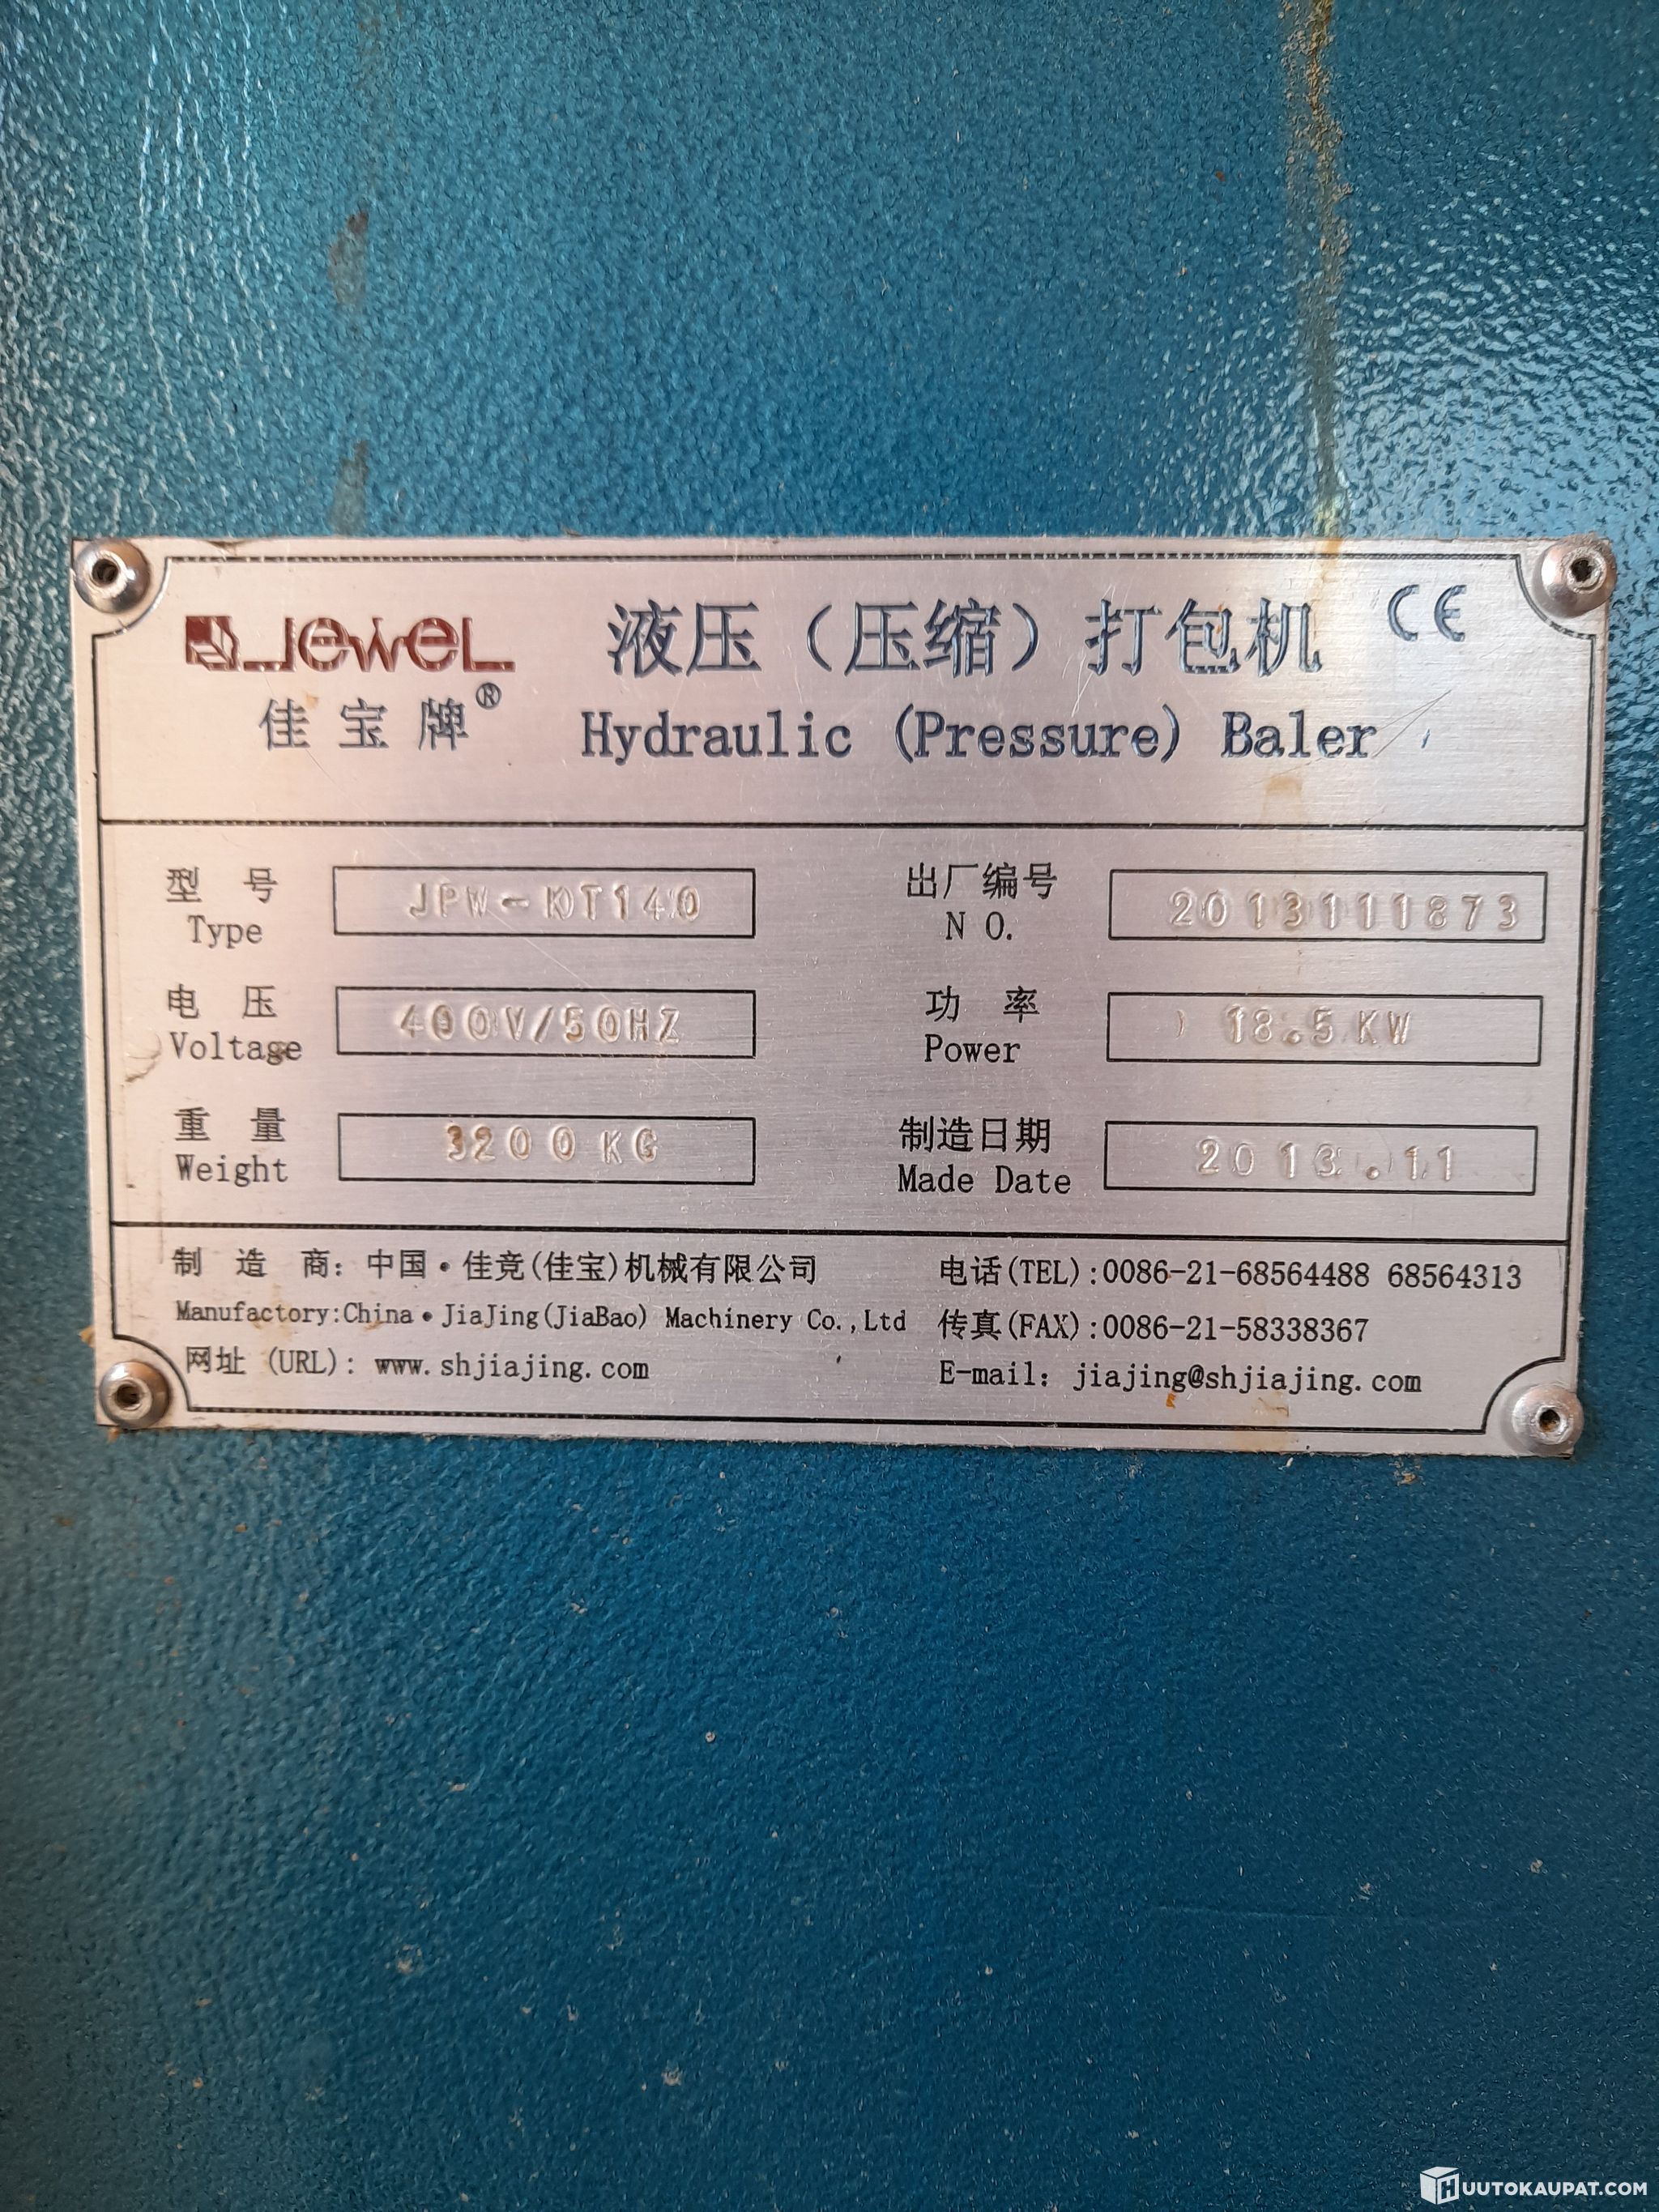 Jewel 液压（压缩）打包机 CE
佳宝牌® Hydraulic (Pressure) Baler
型 号 JPW-KT140 出厂编号 2013111873
Type N O.
电 压 400V/50HZ 功 率 18.5KW
Voltage Power
重 量 3200KG 制造日期 2013.11
Weight Made Date
制 造 商：中国·佳竞(佳宝)机械有限公司 电话(TEL):0086-21-68564488 68564313
Manufactory:China·JiaJing(JiaBao) Machinery Co.,Ltd 传真(FAX):0086-21-58338367
网址 (URL): www.shjiajing.com E-mail: jiajing@shjiajing.com
HUUTOKAUPAT.COM